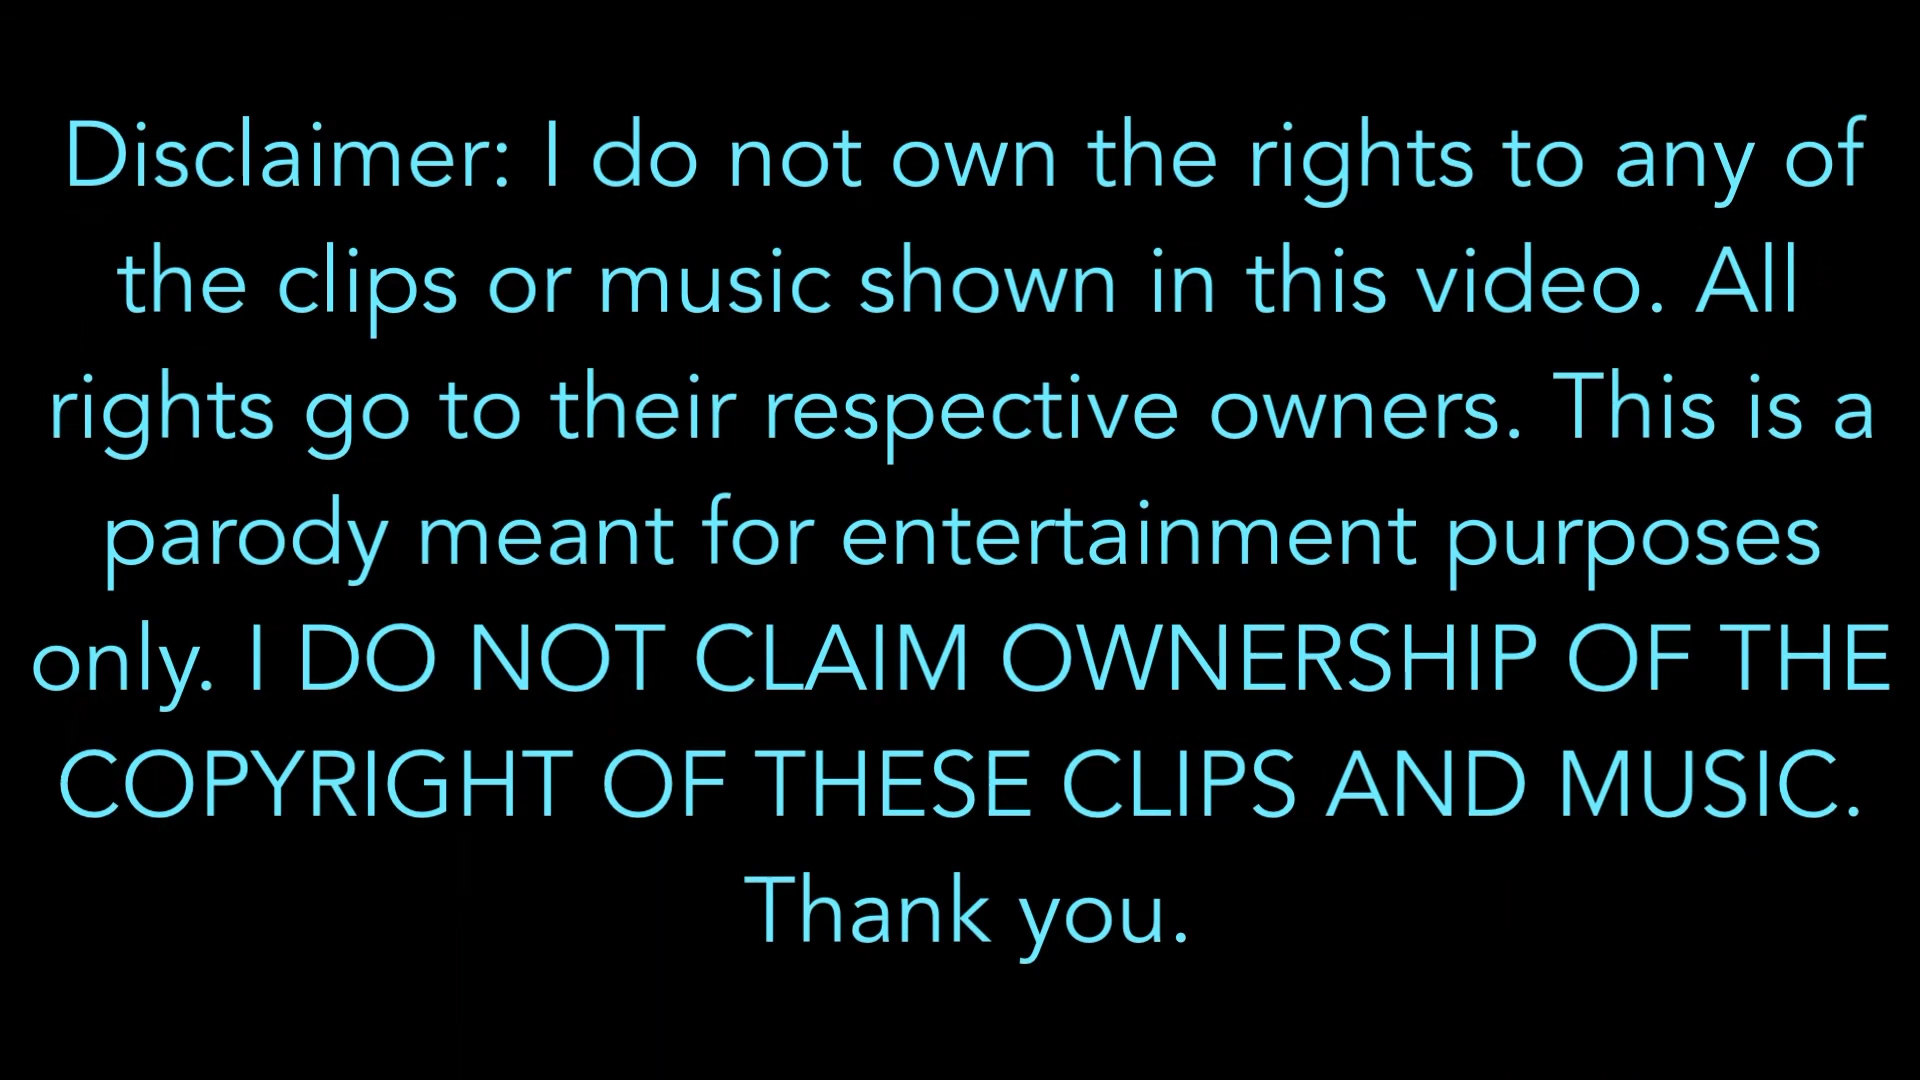 Disclaimer: I do not own the rights to any of
the clips or music shown in this video. All
rights go to their respective owners. This is a
parody meant for entertainment purposes
only. I DO NOT CLAIM OWNERSHIP OF THE
COPYRIGHT OF THESE CLIPS AND MUSIC.
Thank you.